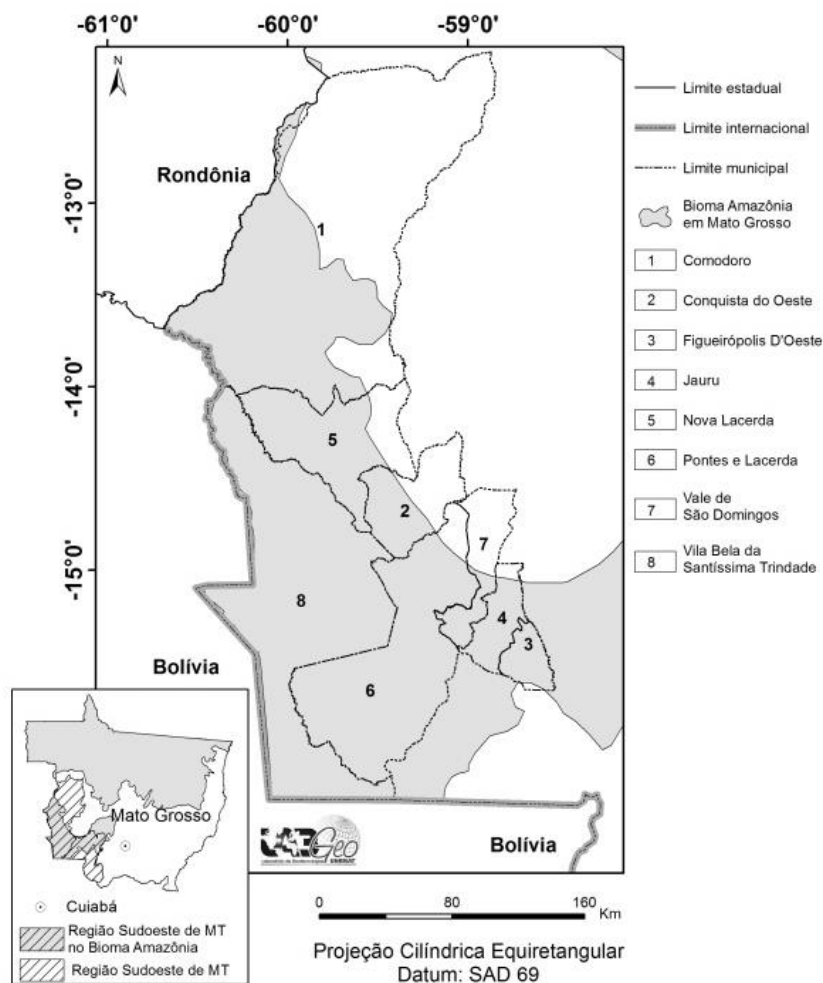 -61°0'
-60°0'
-59°0'
N
Rondônia
-13°0'
-14°0'
-15°0'
1
5
2
7
8
4
3
6
Bolívia
Bolívia
Limite estadual
Limite internacional
Limite municipal
Bioma Amazônia
em Mato Grosso
1 Comodoro
2 Conquista do Oeste
3 Figueirópolis D'Oeste
4 Jauru
5 Nova Lacerda
6 Pontes e Lacerda
7 Vale de
São Domingos
8 Vila Bela da
Santíssima Trindade
Mato Grosso
Cuiabá
Região Sudoeste de MT
no Bioma Amazônia
Região Sudoeste de MT
Geo
UNEMAT
0 80 160
Km
Projeção Cilíndrica Equiretangular
Datum: SAD 69